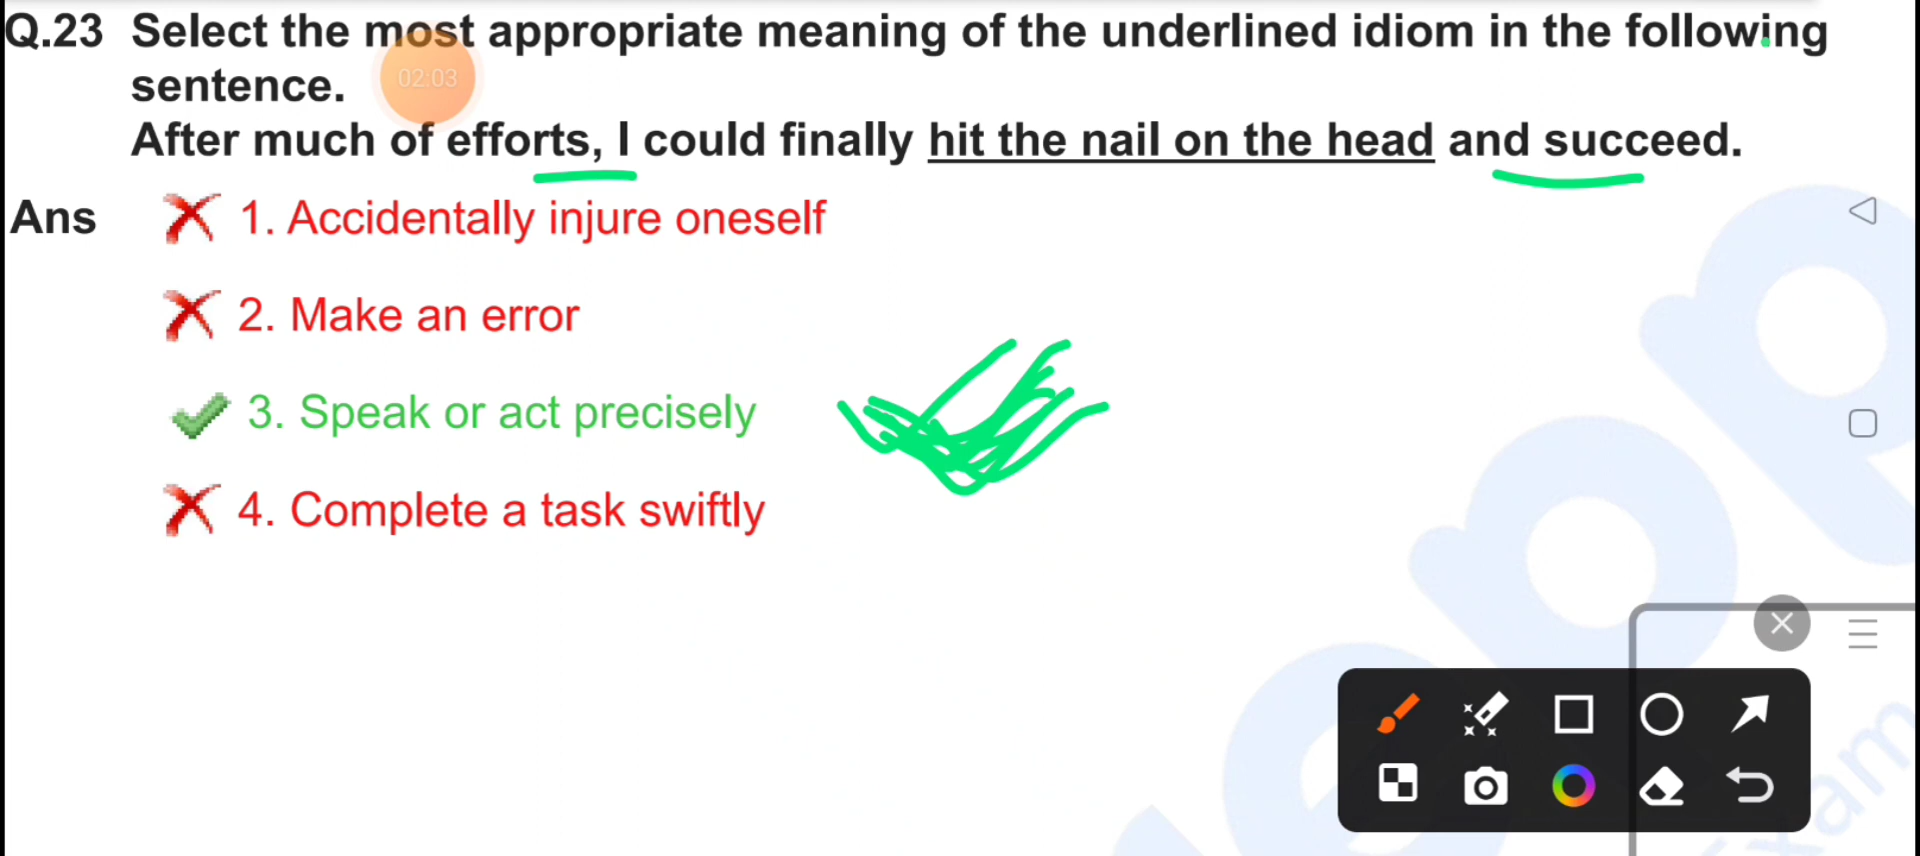 Q.23 Select the most appropriate meaning of the underlined idiom in the following
sentence.
02:03
After much of efforts, I could finally hit the nail on the head and succeed.
Ans 1. Accidentally injure oneself
2. Make an error
3. Speak or act precisely
4. Complete a task swiftly